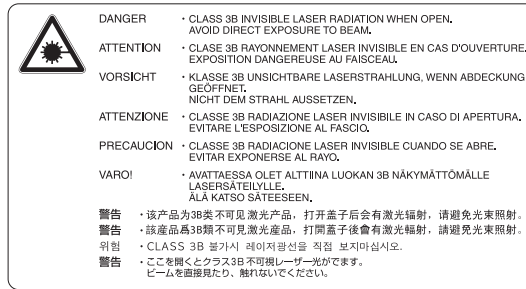 DANGER · CLASS 3B INVISIBLE LASER RADIATION WHEN OPEN.
AVOID DIRECT EXPOSURE TO BEAM.
ATTENTION · CLASE 3B RAYONNEMENT LASER INVISIBLE EN CAS D'OUVERTURE.
EXPOSITION DANGEREUSE AU FAISCEAU.
VORSICHT · KLASSE 3B UNSICHTBARE LASERSTRAHLUNG, WENN ABDECKUNG
GEÖFFNET.
NICHT DEM STRAHL AUSSETZEN.
ATTENZIONE · CLASSE 3B RADIAZIONE LASER INVISIBILE IN CASO DI APERTURA.
EVITARE L'ESPOSIZIONE AL FASCIO.
PRECAUCION · CLASSE 3B RADIACIONE LASER INVISIBLE CUANDO SE ABRE.
EVITAR EXPONERSE AL RAYO.
VARO! · AVATTAESSA OLET ALTTIINA LUOKAN 3B NÄKYMÄTTÖMÄLLE
LASERSÄTEILYLLE.
ÄLÄ KATSO SÄTEESEEN.
警告 · 该产品为3B类不可见激光产品，打开盖子后会有激光辐射，请避免光束照射。
警告 · 該産品爲3B類不可見激光産品，打開蓋子後會有激光輻射，請避免光束照射。
위험 · CLASS 3B 불가시 레이저광선을 직접 보지마십시오.
警告 · ここを開くとクラス3B不可視レーザー光がでます。
ビームを直接見たり、触れないでください。